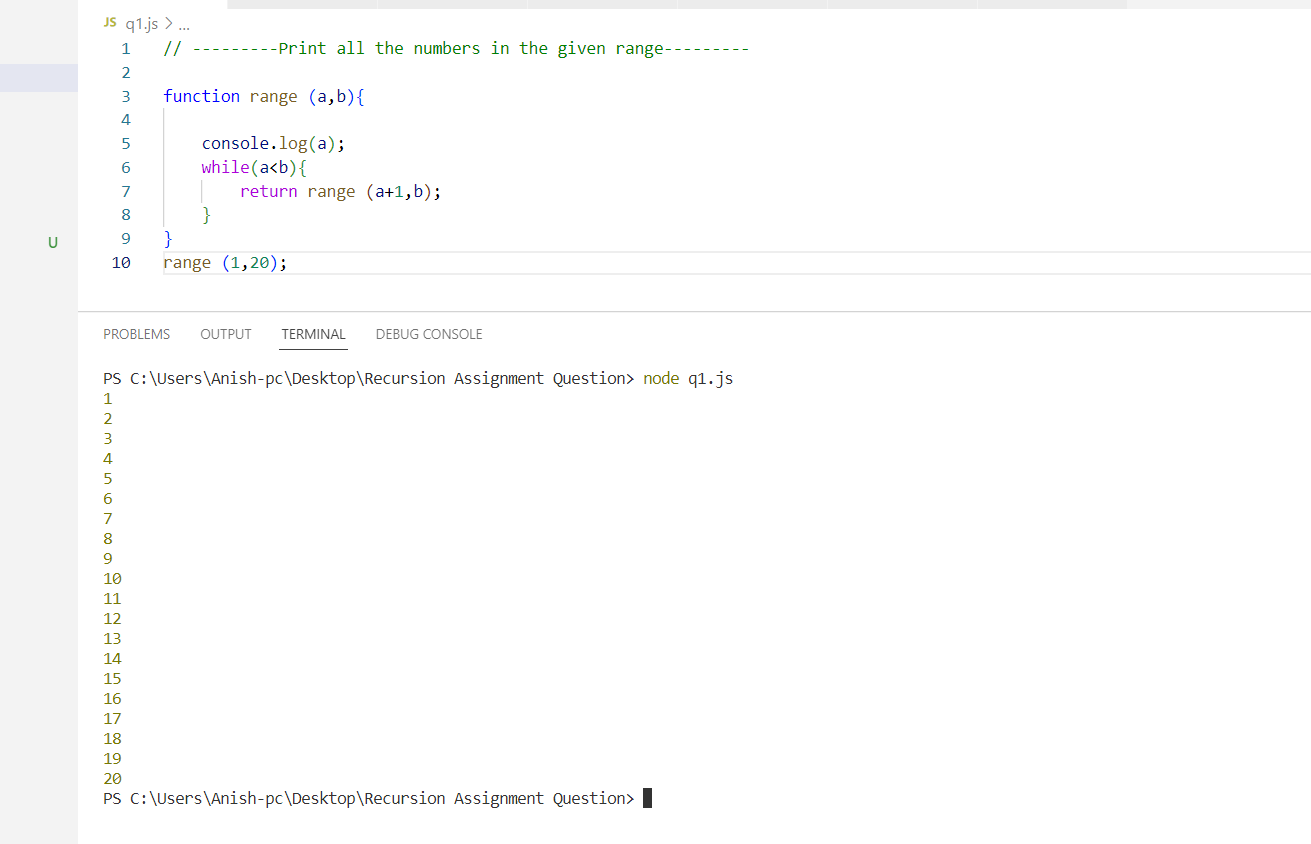 JS q1.js > ...
1 // ---------Print all the numbers in the given range---------
2
3 function range (a,b){
4
5     console.log(a);
6     while(a<b){
7         return range (a+1,b);
8     }
U
9 }
10 range (1,20);
PROBLEMS OUTPUT TERMINAL DEBUG CONSOLE
PS C:\Users\Anish-pc\Desktop\Recursion Assignment Question> node q1.js
1
2
3
4
5
6
7
8
9
10
11
12
13
14
15
16
17
18
19
20
PS C:\Users\Anish-pc\Desktop\Recursion Assignment Question>